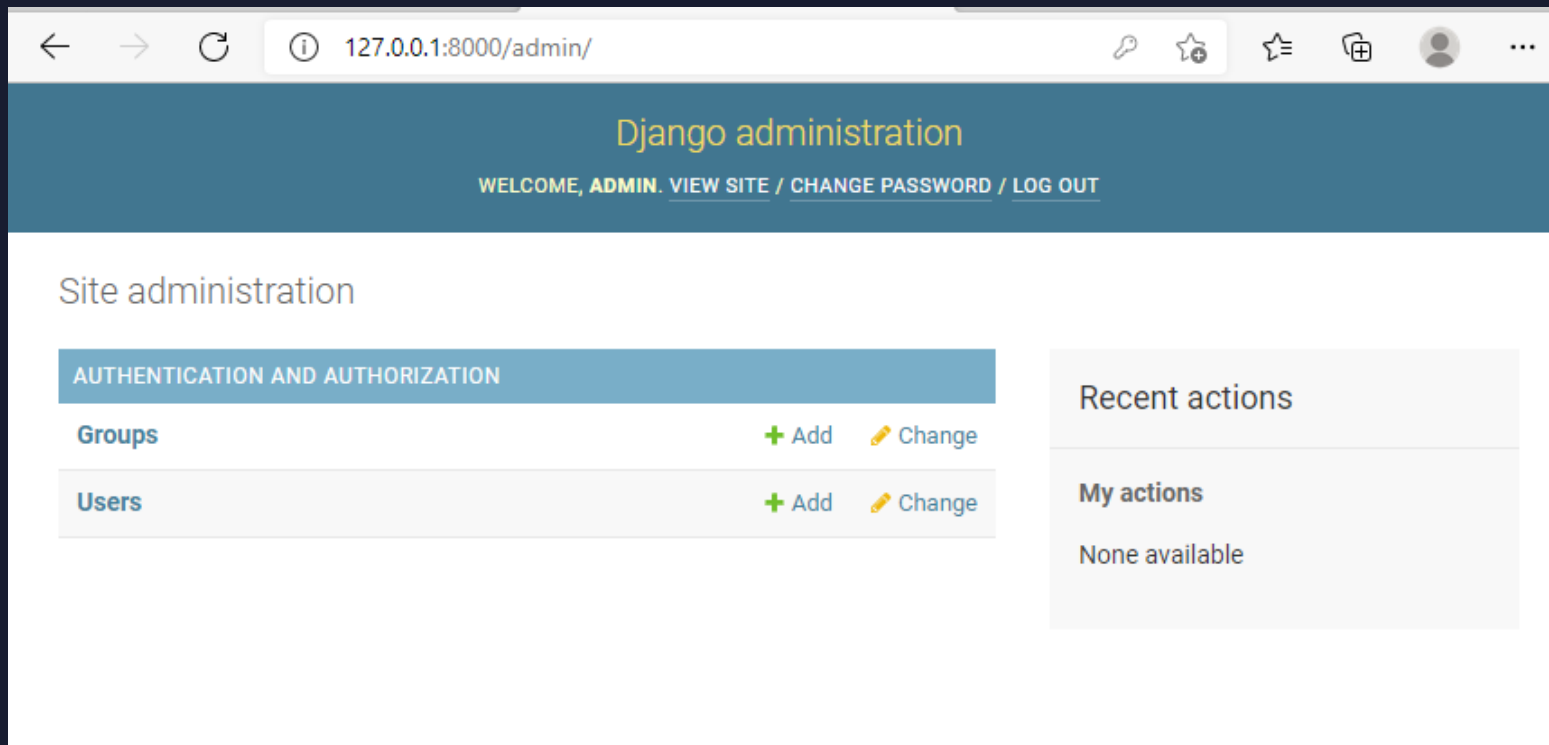 127.0.0.1:8000/admin/
Django administration
WELCOME, ADMIN. VIEW SITE / CHANGE PASSWORD / LOG OUT
Site administration
AUTHENTICATION AND AUTHORIZATION
Groups + Add Change
Users + Add Change
Recent actions
My actions
None available